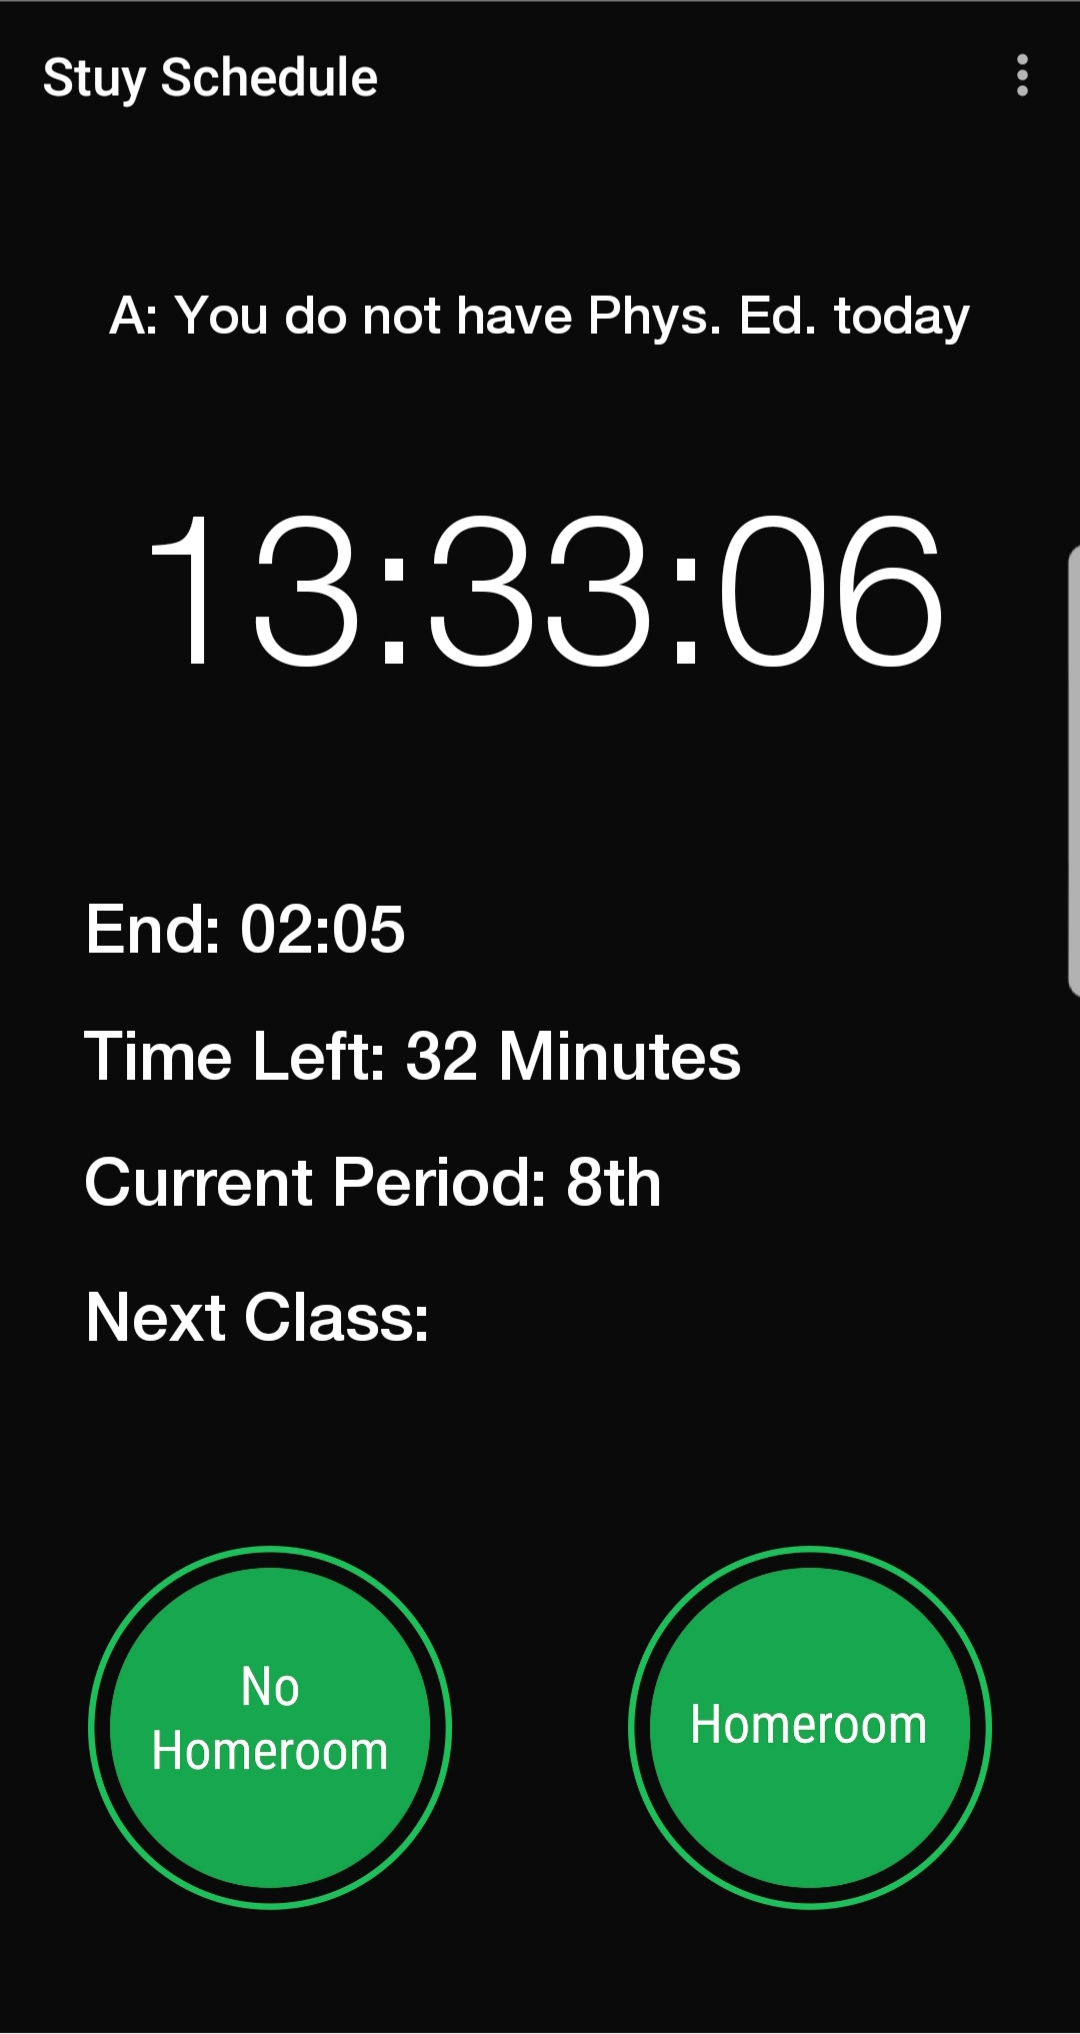 Stuy Schedule
A: You do not have Phys. Ed. today
13:33:06
End: 02:05
Time Left: 32 Minutes
Current Period: 8th
Next Class:
No
Homeroom
Homeroom